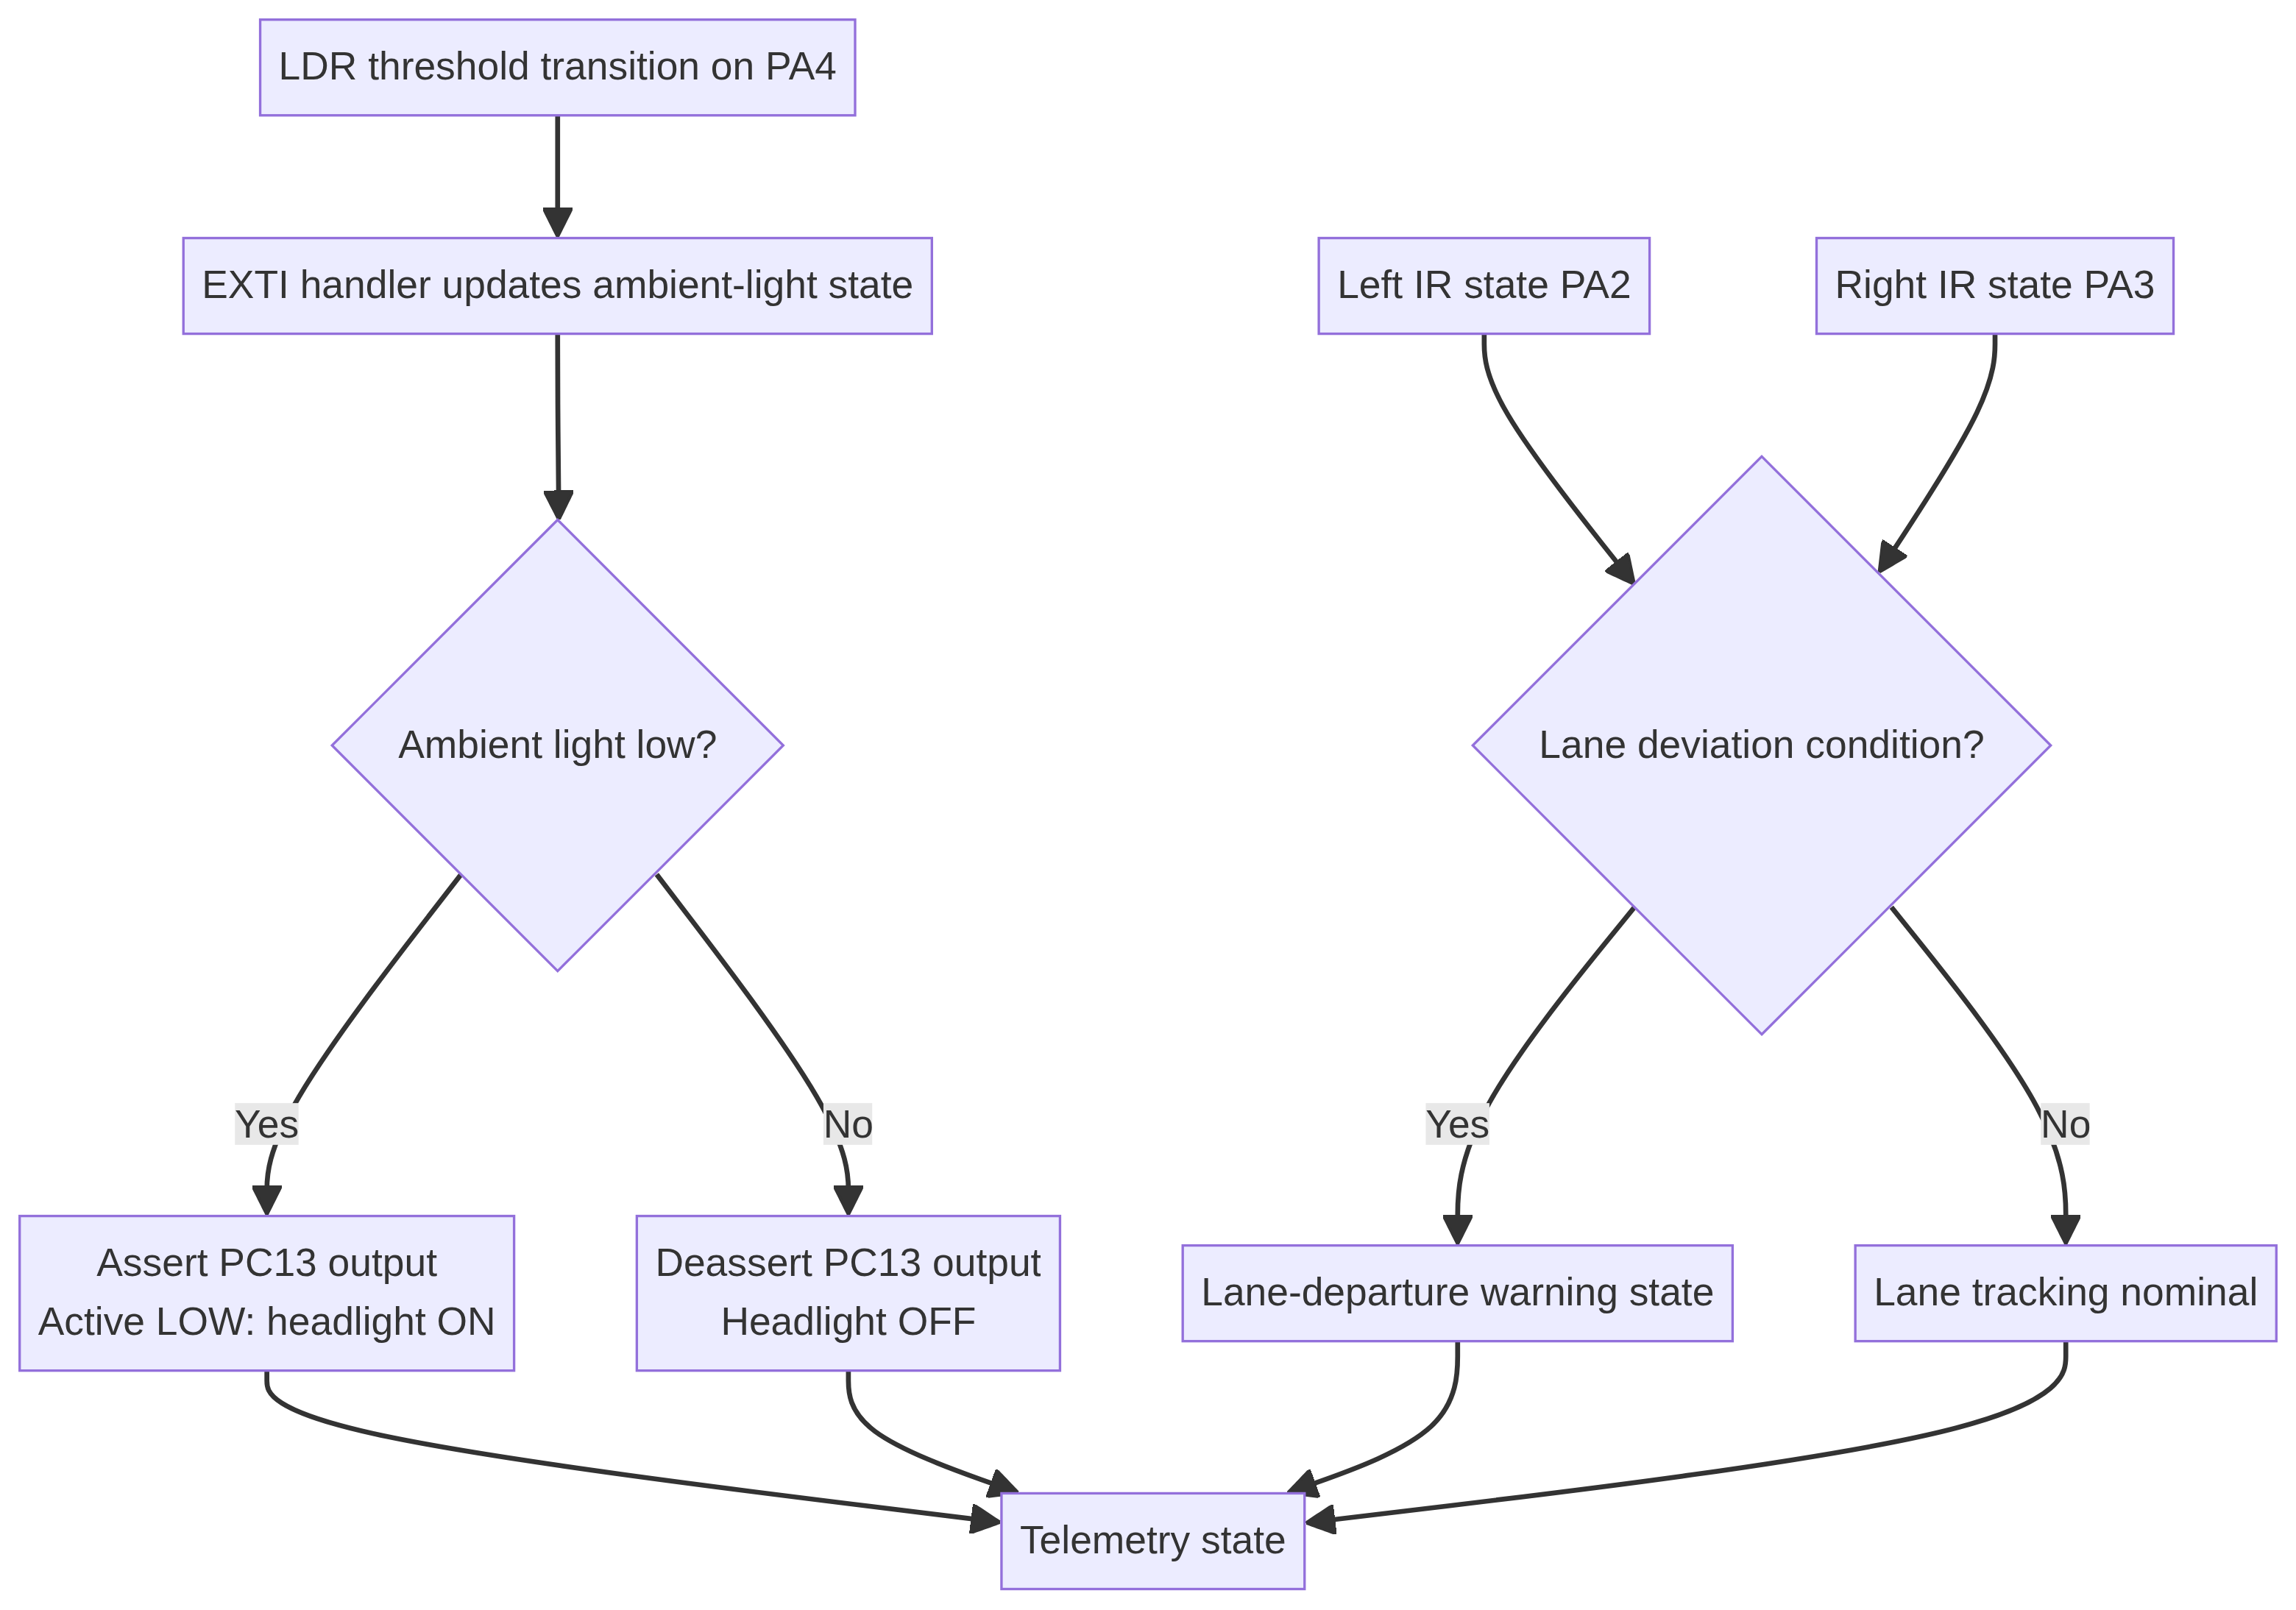 LDR threshold transition on PA4
EXTI handler updates ambient-light state
Left IR state PA2
Right IR state PA3
Ambient light low?
Lane deviation condition?
Yes
No
Yes
No
Assert PC13 output
Active LOW: headlight ON
Deassert PC13 output
Headlight OFF
Lane-departure warning state
Lane tracking nominal
Telemetry state